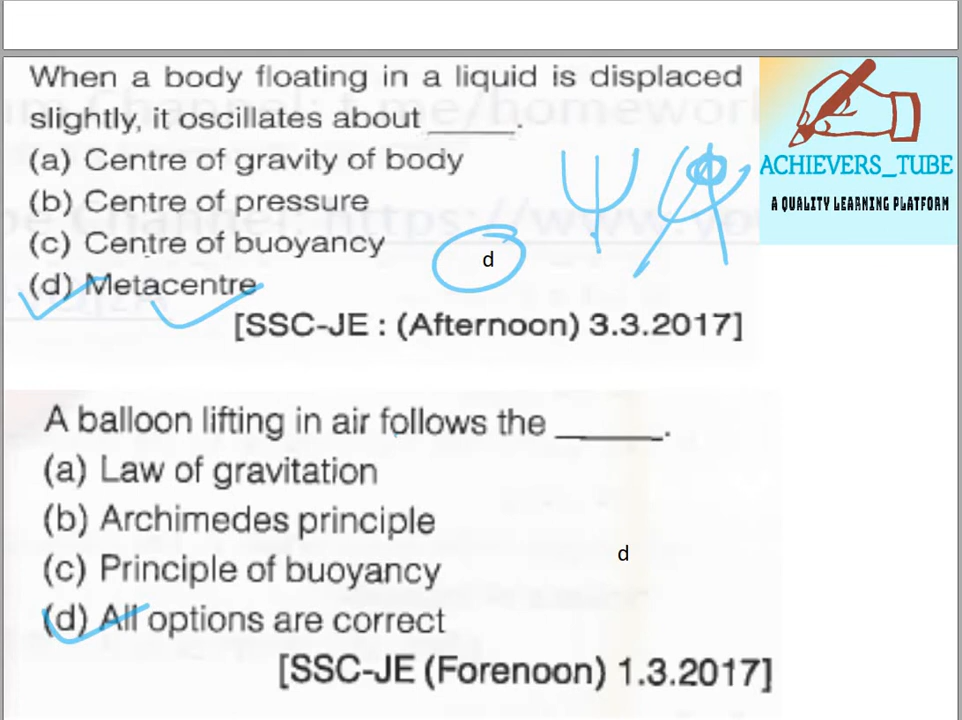 When a body floating in a liquid is displaced
slightly, it oscillates about ______.
(a) Centre of gravity of body
(b) Centre of pressure
(c) Centre of buoyancy
(d) Metacentre
d
[SSC-JE : (Afternoon) 3.3.2017]
ACHIEVERS_TUBE
A QUALITY LEARNING PLATFORM
A balloon lifting in air follows the ______.
(a) Law of gravitation
(b) Archimedes principle
(c) Principle of buoyancy
d
(d) All options are correct
[SSC-JE (Forenoon) 1.3.2017]